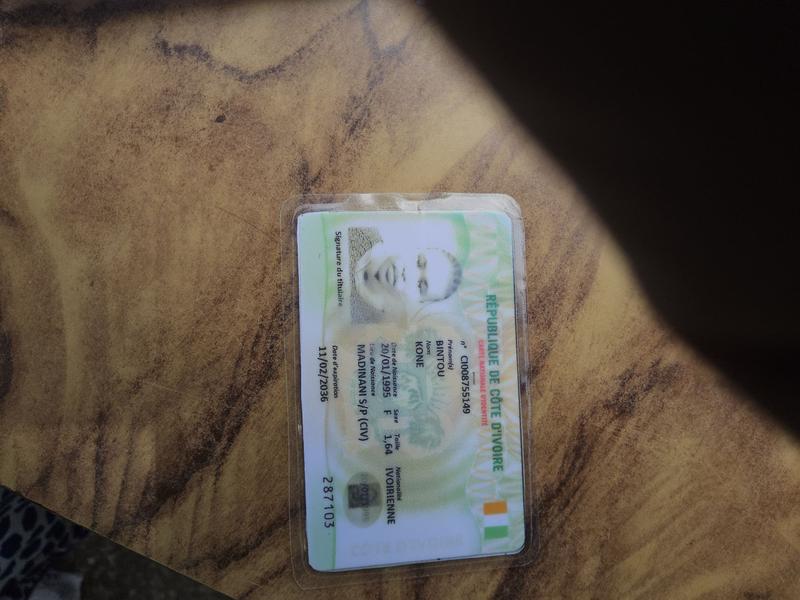 RÉPUBLIQUE DE CÔTE D'IVOIRE
CARTE NATIONALE D'IDENTITÉ
n° CI008755149
Prénom(s)
BINTOU
Nom
KONE
Date de Naissance Sexe Taille Nationalité
20/01/1995 F 1,64 IVOIRIENNE
Lieu de Naissance
MADINANI S/P (CIV)
Signature du titulaire
Date d'expiration
11/02/2036
287103